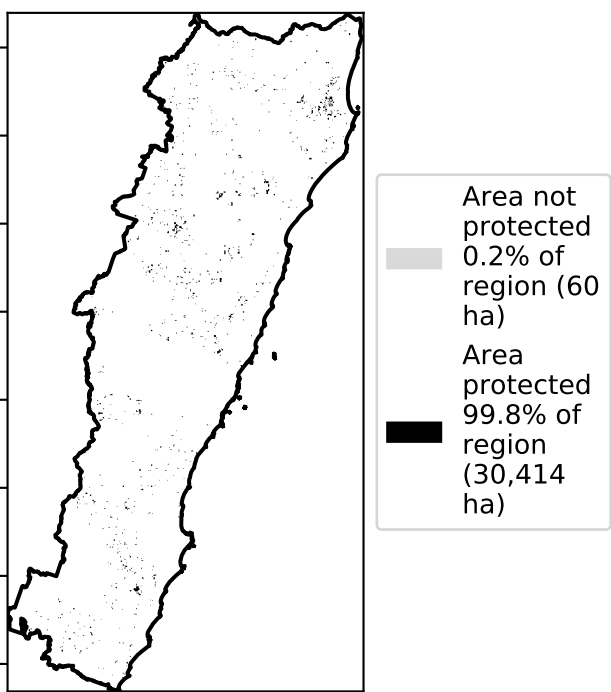 Area not
protected
0.2% of
region (60
ha)
Area
protected
99.8% of
region
(30,414
ha)